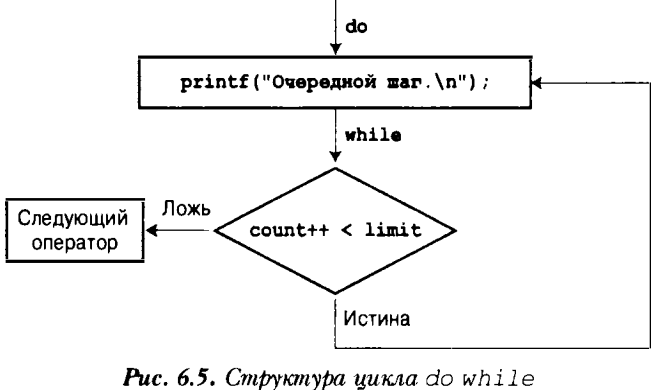 do
printf("Очередной шаг.\n");
while
count++ < limit
Ложь
Следующий
оператор
Истина
Рис. 6.5. Структура цикла do while